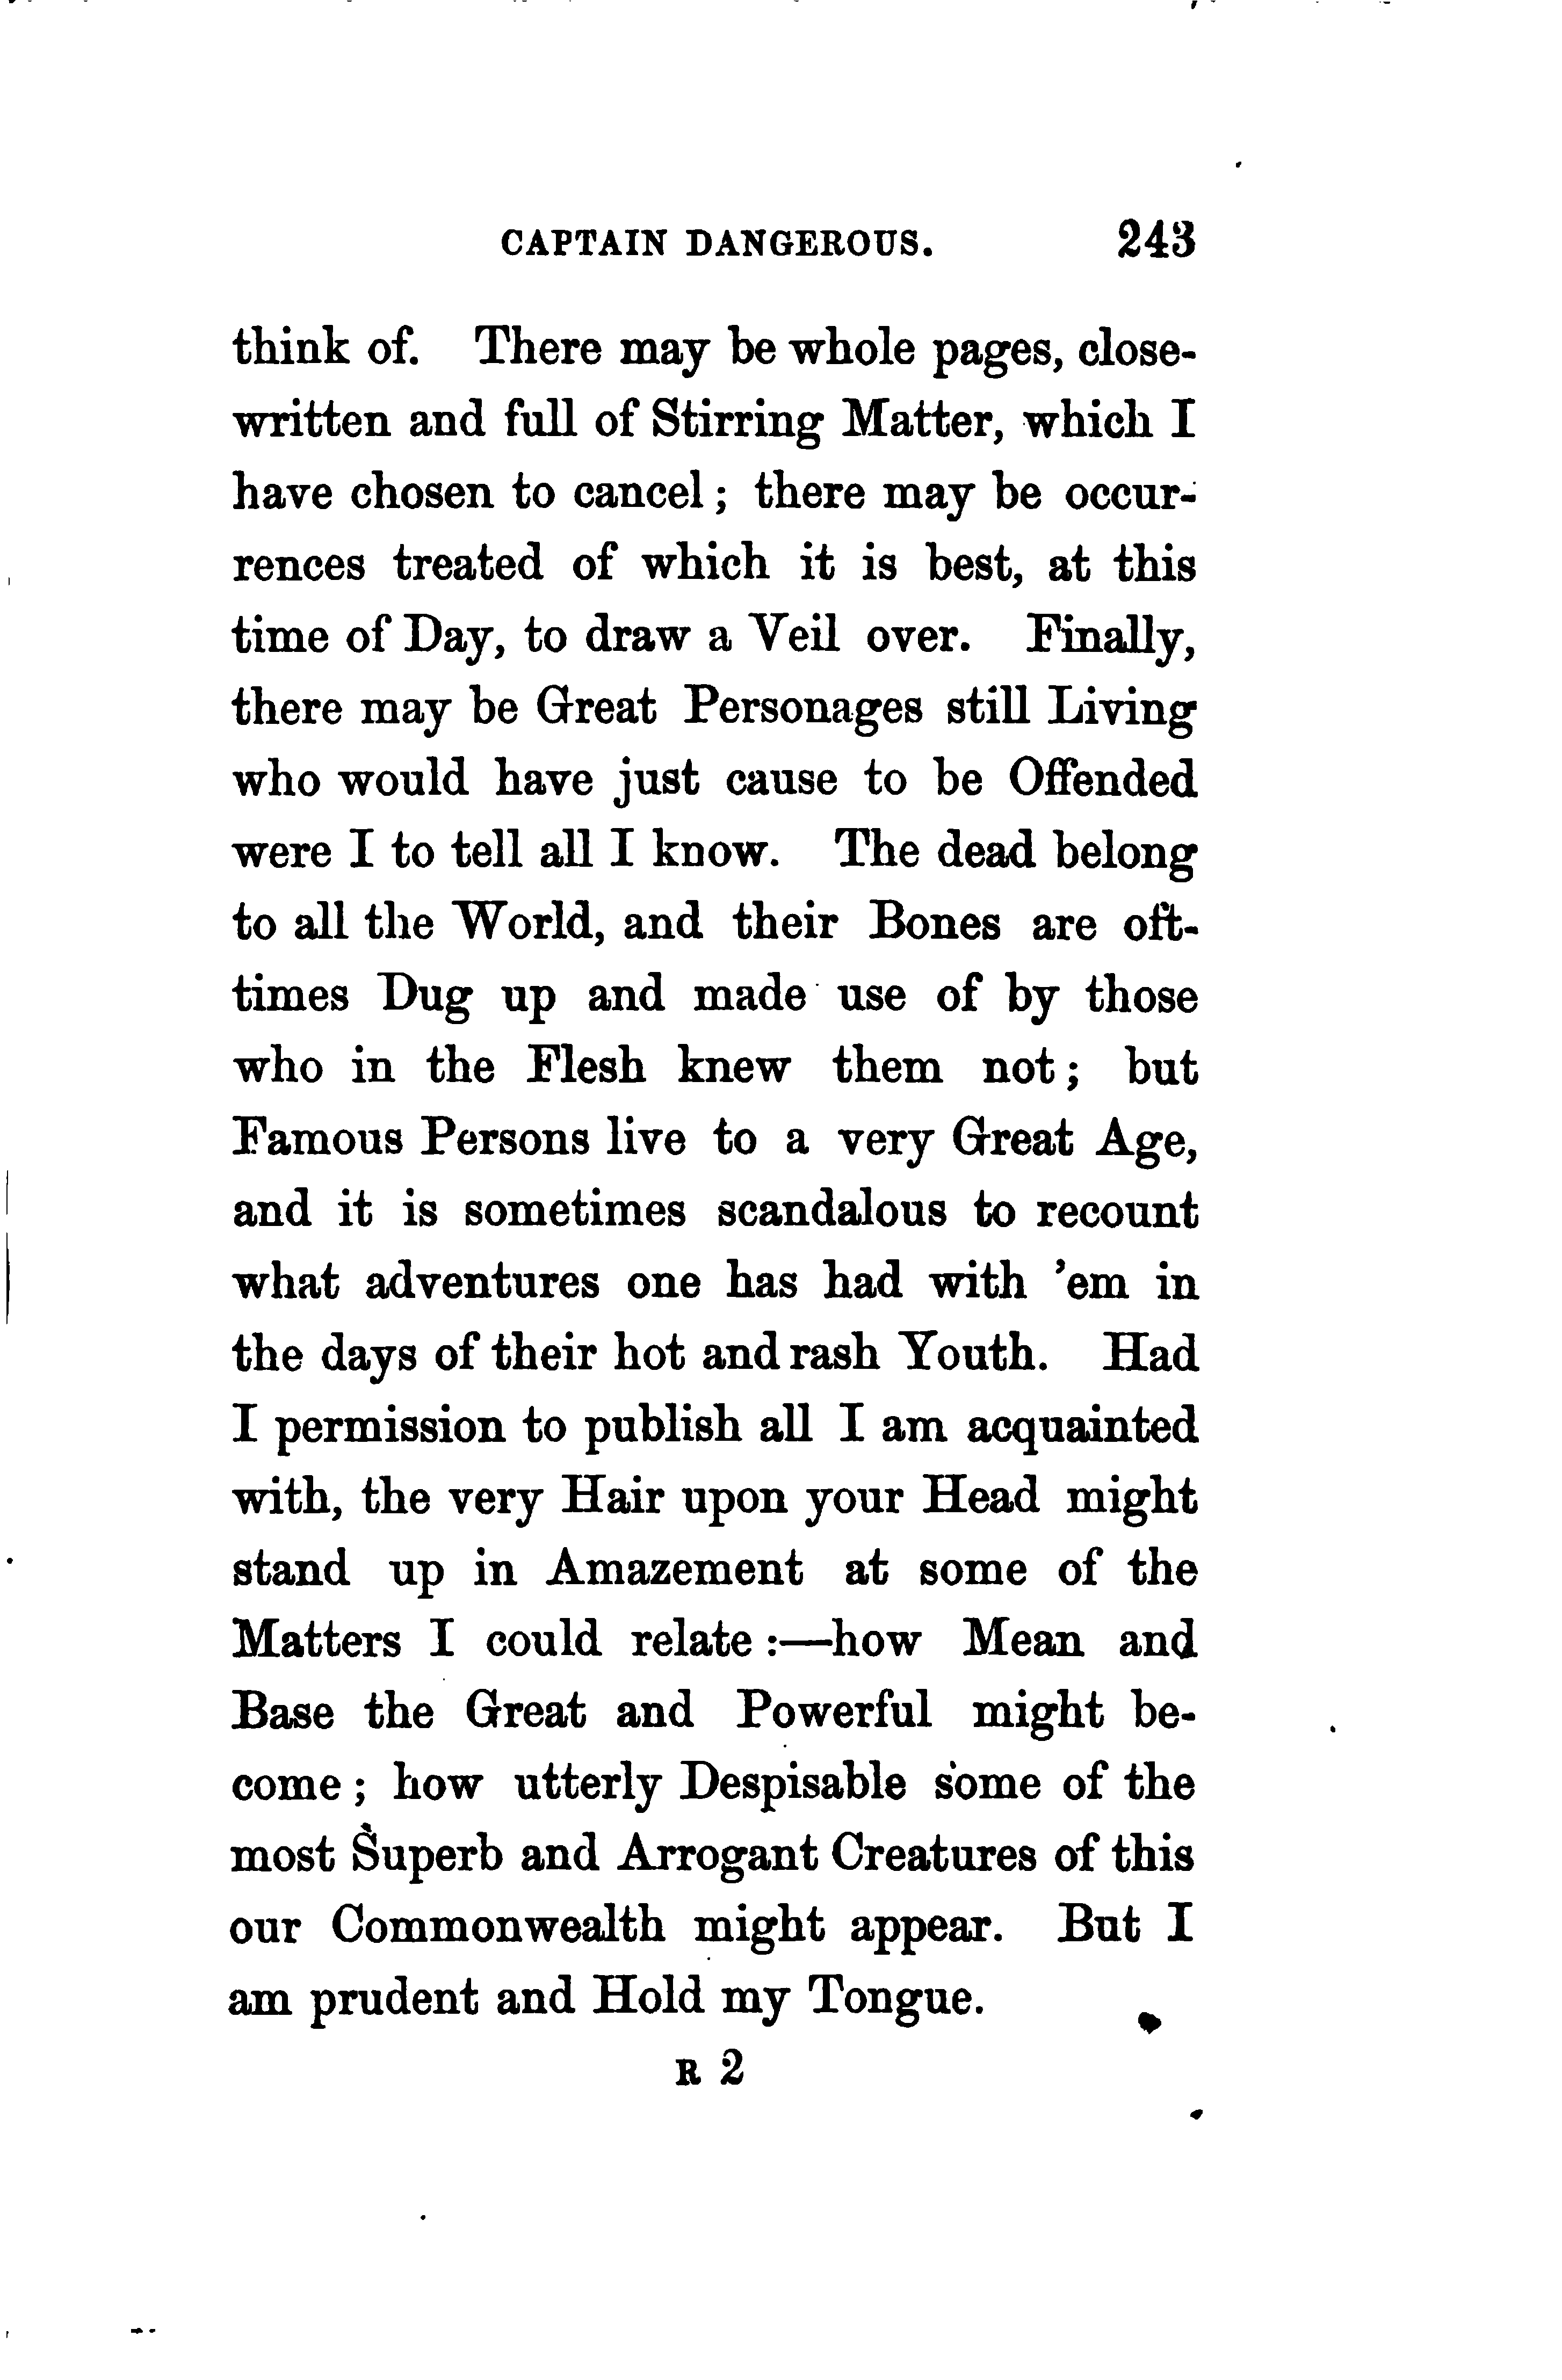 CAPTAIN DANGEROUS. 243
think of. There may be whole pages, close-
written and full of Stirring Matter, which I
have chosen to cancel; there may be occur-
rences treated of which it is best, at this
time of Day, to draw a Veil over. Finally,
there may be Great Personages still Living
who would have just cause to be Offended
were I to tell all I know. The dead belong
to all the World, and their Bones are oft-
times Dug up and made use of by those
who in the Flesh knew them not; but
Famous Persons live to a very Great Age,
and it is sometimes scandalous to recount
what adventures one has had with 'em in
the days of their hot and rash Youth. Had
I permission to publish all I am acquainted
with, the very Hair upon your Head might
stand up in Amazement at some of the
Matters I could relate:—how Mean and
Base the Great and Powerful might be-
come; how utterly Despisable some of the
most Superb and Arrogant Creatures of this
our Commonwealth might appear. But I
am prudent and Hold my Tongue.
R 2